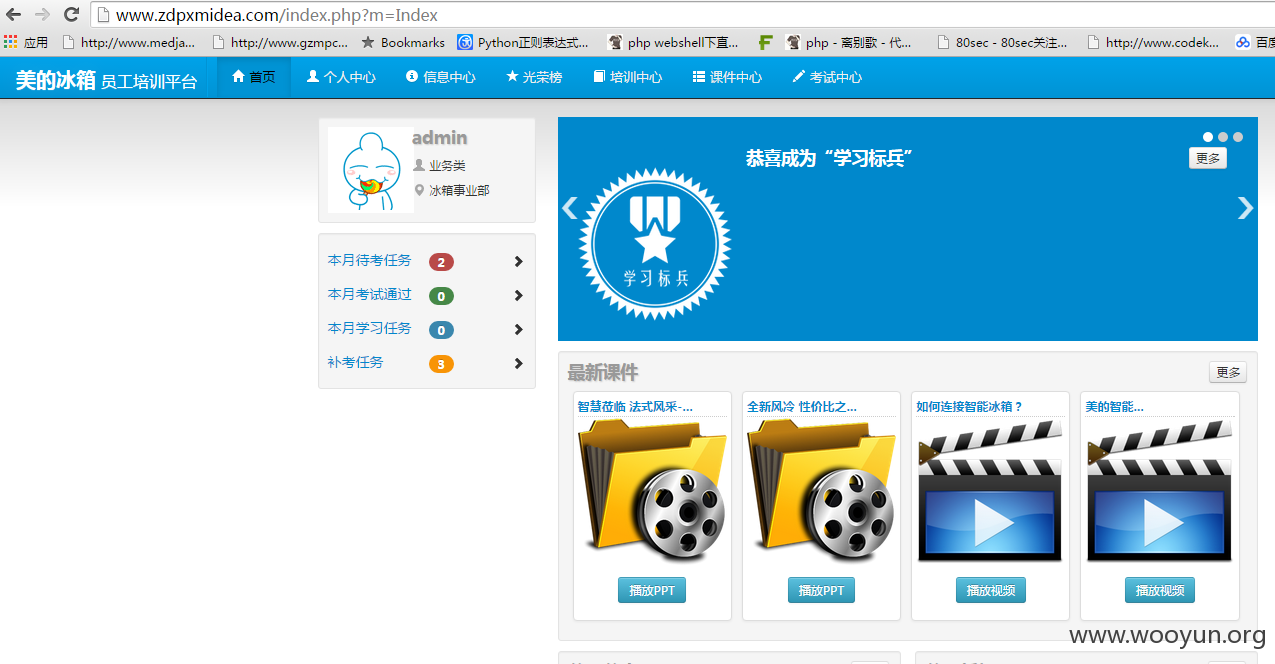 www.zdpxmidea.com/index.php?m=Index
应用 http://www.medja... http://www.gzmpc... Bookmarks Python正则表达式... php webshell下直... php - 离别歌 - 代... 80sec - 80sec关注... http://www.codek... 百度
美的冰箱 员工培训平台 首页 个人中心 信息中心 光荣榜 培训中心 课件中心 考试中心
admin
业务类
冰箱事业部
本月待考任务 2
本月考试通过 0
本月学习任务 0
补考任务 3
恭喜成为“学习标兵”
更多
学习标兵
最新课件 更多
智慧莅临 法式风采-... 全新风冷 性价比之... 如何连接智能冰箱？ 美的智能...
播放PPT 播放PPT 播放视频 播放视频
www.wooyun.org